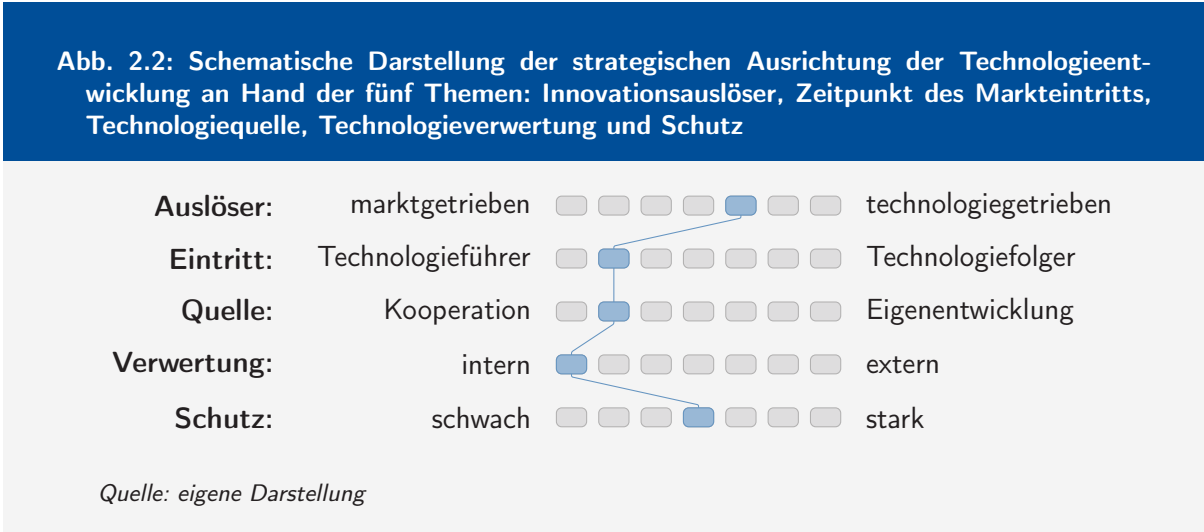 Abb. 2.2: Schematische Darstellung der strategischen Ausrichtung der Technologieent-
wicklung an Hand der fünf Themen: Innovationsauslöser, Zeitpunkt des Markteintritts,
Technologiequelle, Technologieverwertung und Schutz
Auslöser: marktgetrieben technologiegetrieben
Eintritt: Technologieführer Technologiefolger
Quelle: Kooperation Eigenentwicklung
Verwertung: intern extern
Schutz: schwach stark
Quelle: eigene Darstellung